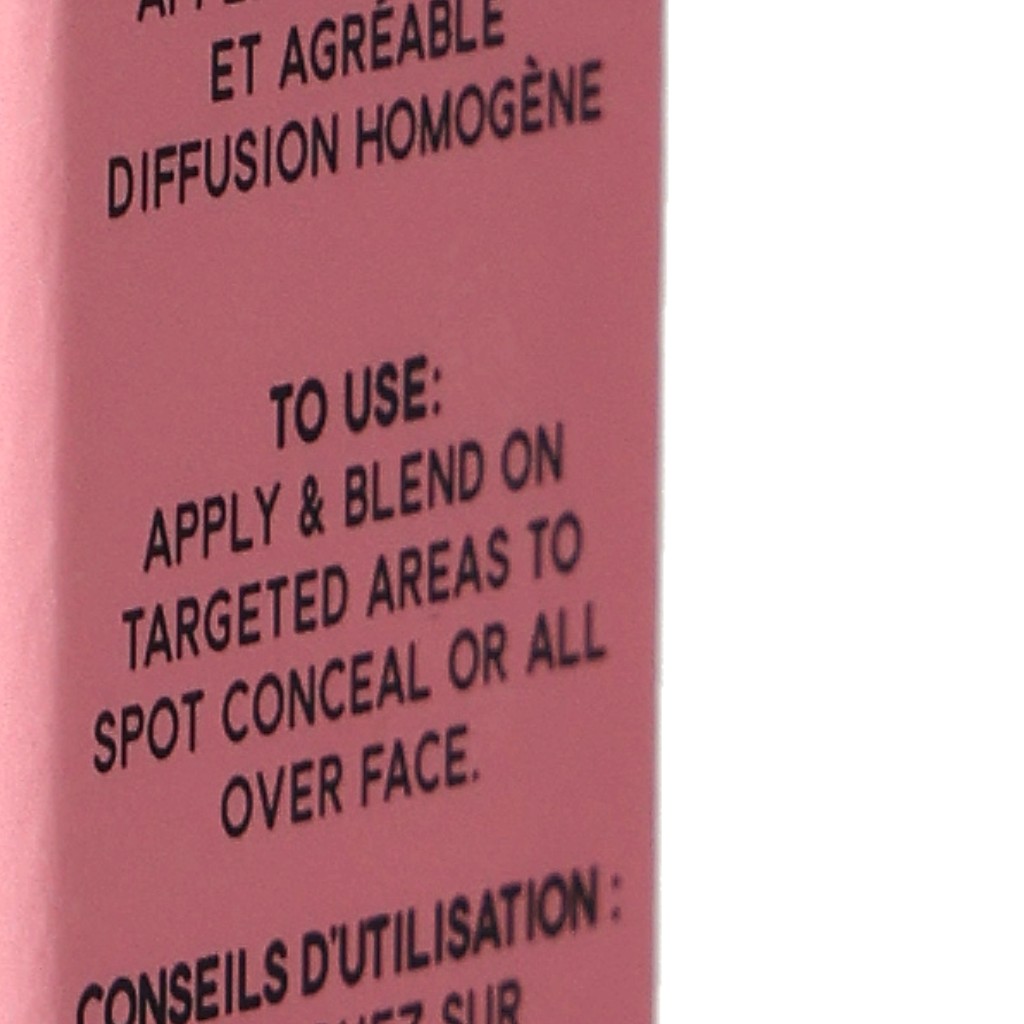 ET AGRÉABLE
DIFFUSION HOMOGÈNE
TO USE:
APPLY & BLEND ON
TARGETED AREAS TO
SPOT CONCEAL OR ALL
OVER FACE.
CONSEILS D'UTILISATION :
SUR